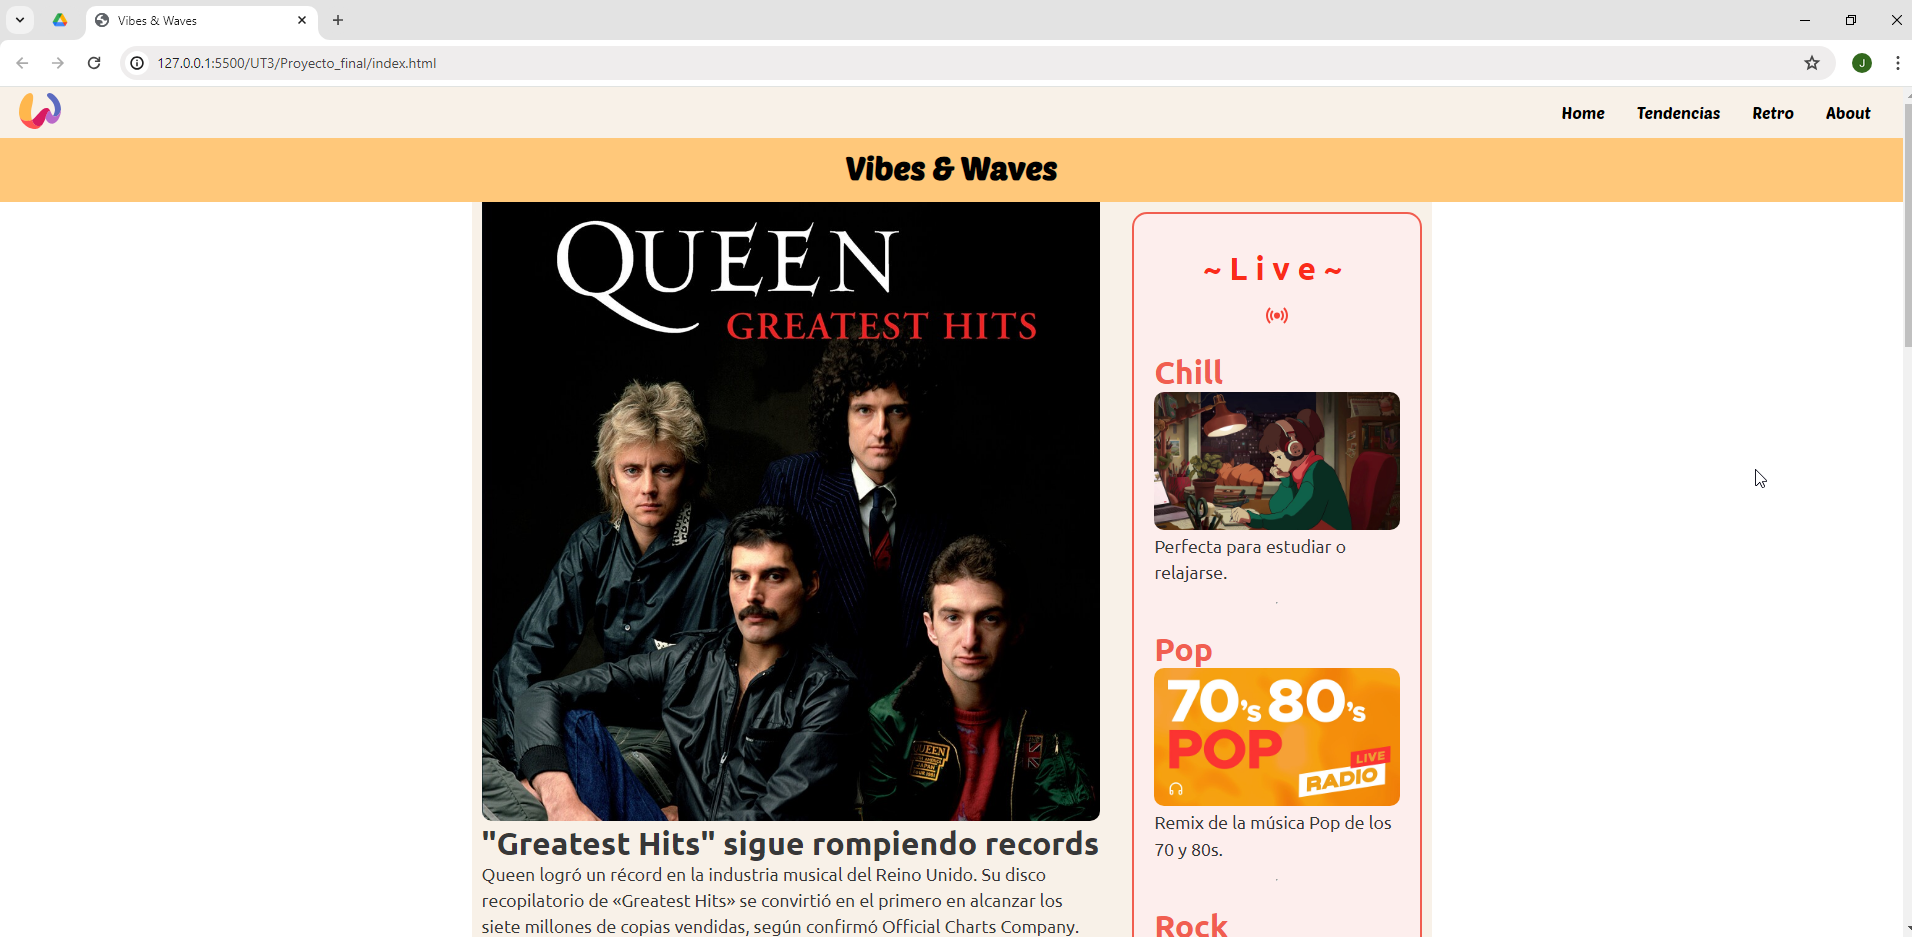 Vibes & Waves
127.0.0.1:5500/UT3/Proyecto_final/index.html
J
Home Tendencias Retro About
Vibes & Waves
QUEEN
GREATEST HITS
"Greatest Hits" sigue rompiendo records
Queen logró un récord en la industria musical del Reino Unido. Su disco
recopilatorio de «Greatest Hits» se convirtió en el primero en alcanzar los
siete millones de copias vendidas, según confirmó Official Charts Company.
~ L i v e ~
Chill
Perfecta para estudiar o
relajarse.
Pop
70's 80's
POP
LIVE
RADIO
Remix de la música Pop de los
70 y 80s.
Rock